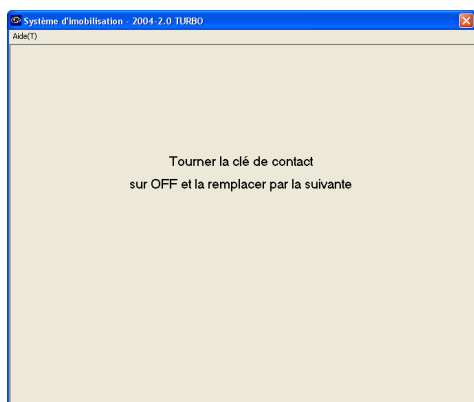 Système d'imobilisation - 2004-2.0 TURBO
Aide(T)
Tourner la clé de contact
sur OFF et la remplacer par la suivante